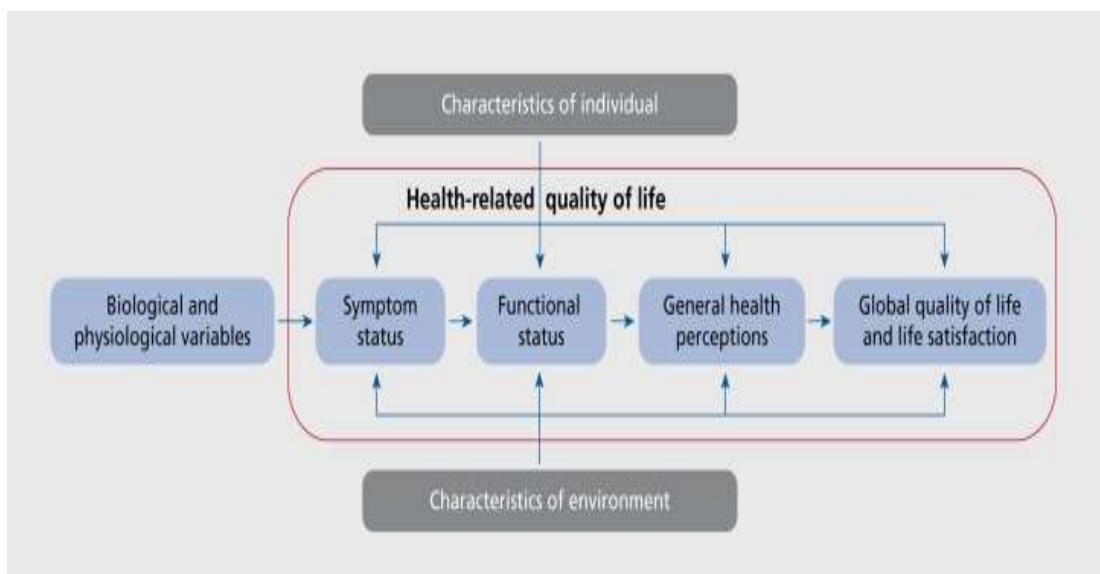 Characteristics of individual
Health-related quality of life
Biological and
physiological variables
Symptom
status
Functional
status
General health
perceptions
Global quality of life
and life satisfaction
Characteristics of environment